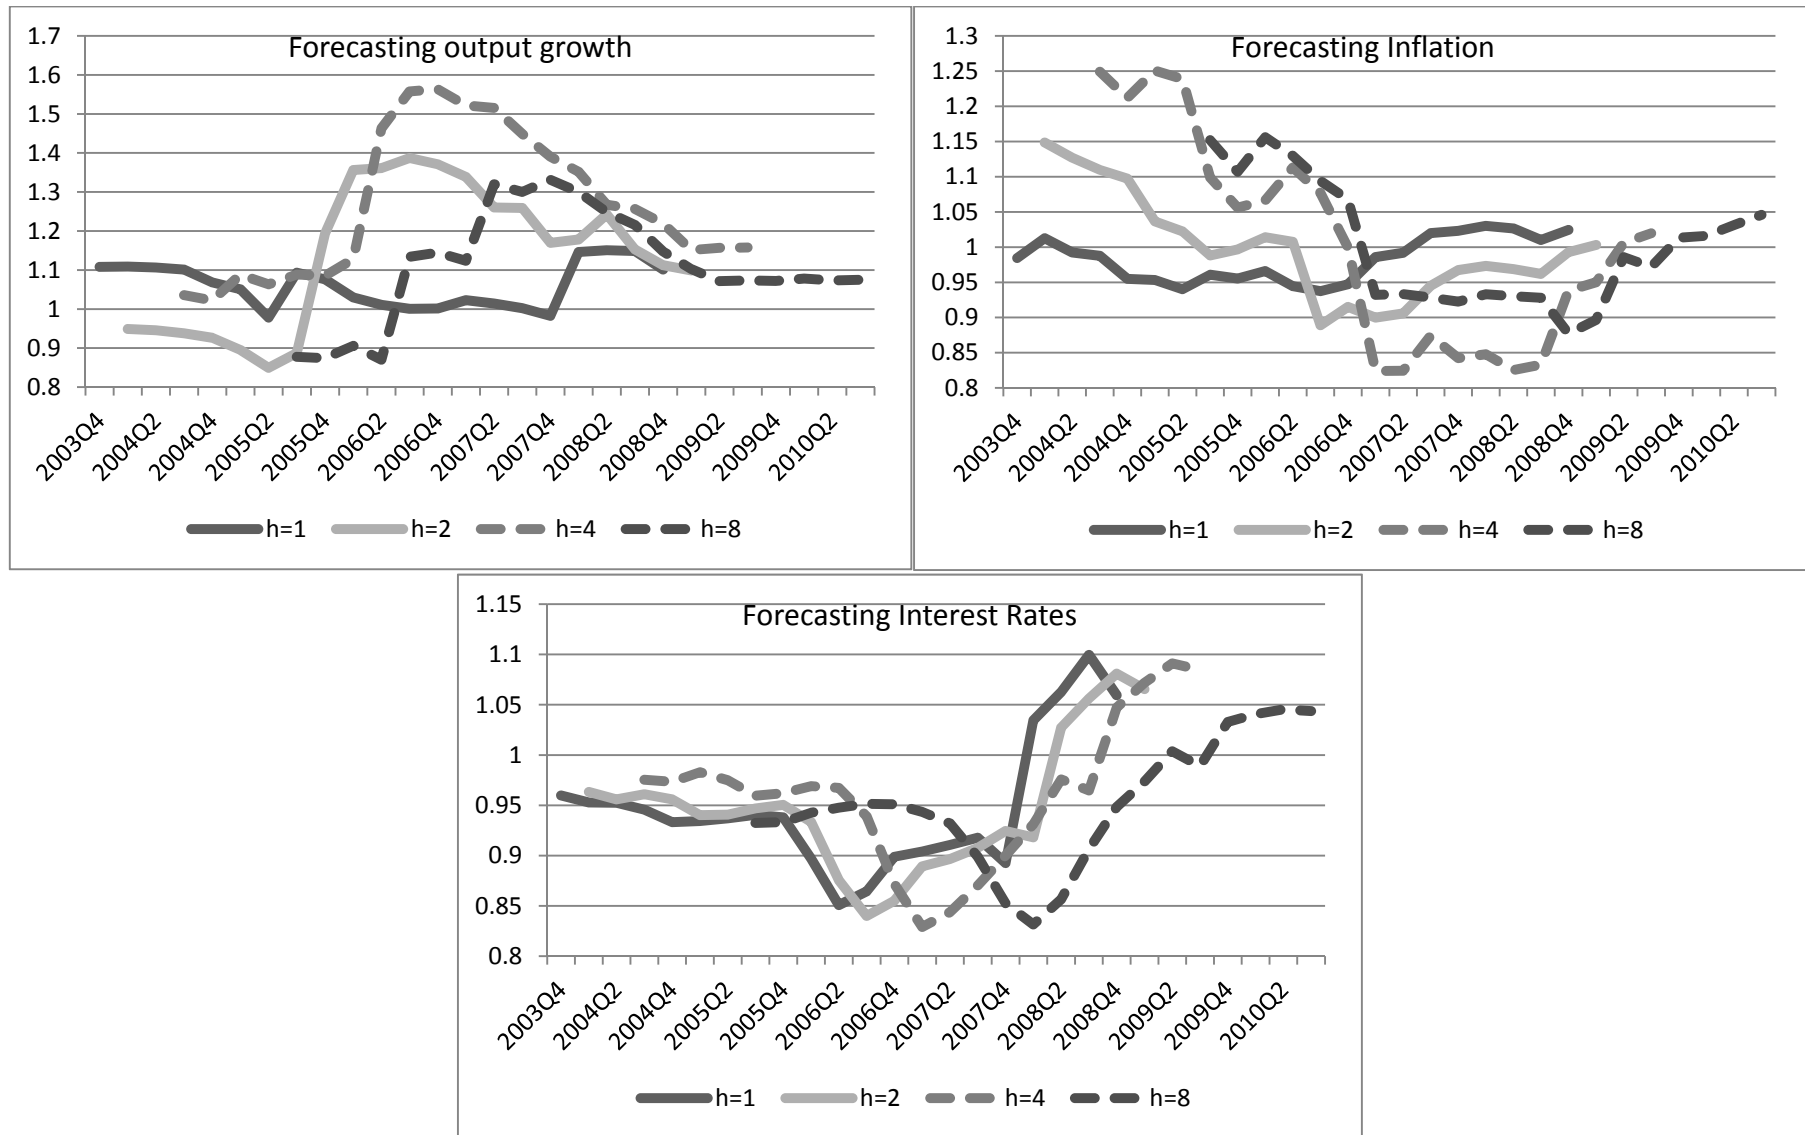 Forecasting output growth
1.7
1.6
1.5
1.4
1.3
1.2
1.1
1
0.9
0.8
2003Q4
2004Q2
2004Q4
2005Q2
2005Q4
2006Q2
2006Q4
2007Q2
2007Q4
2008Q2
2008Q4
2009Q2
2009Q4
2010Q2
h=1 h=2 h=4 h=8
Forecasting Inflation
1.3
1.25
1.2
1.15
1.1
1.05
1
0.95
0.9
0.85
0.8
2003Q4
2004Q2
2004Q4
2005Q2
2005Q4
2006Q2
2006Q4
2007Q2
2007Q4
2008Q2
2008Q4
2009Q2
2009Q4
2010Q2
h=1 h=2 h=4 h=8
Forecasting Interest Rates
1.15
1.1
1.05
1
0.95
0.9
0.85
0.8
2003Q4
2004Q2
2004Q4
2005Q2
2005Q4
2006Q2
2006Q4
2007Q2
2007Q4
2008Q2
2008Q4
2009Q2
2009Q4
2010Q2
h=1 h=2 h=4 h=8